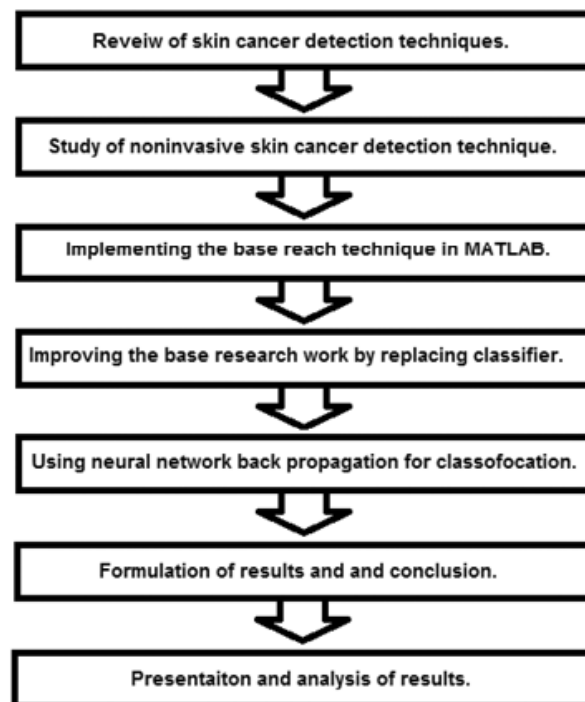 Reveiw of skin cancer detection techniques.
Study of noninvasive skin cancer detection technique.
Implementing the base reach technique in MATLAB.
Improving the base research work by replacing classifier.
Using neural network back propagation for classofocation.
Formulation of results and and conclusion.
Presentaiton and analysis of results.